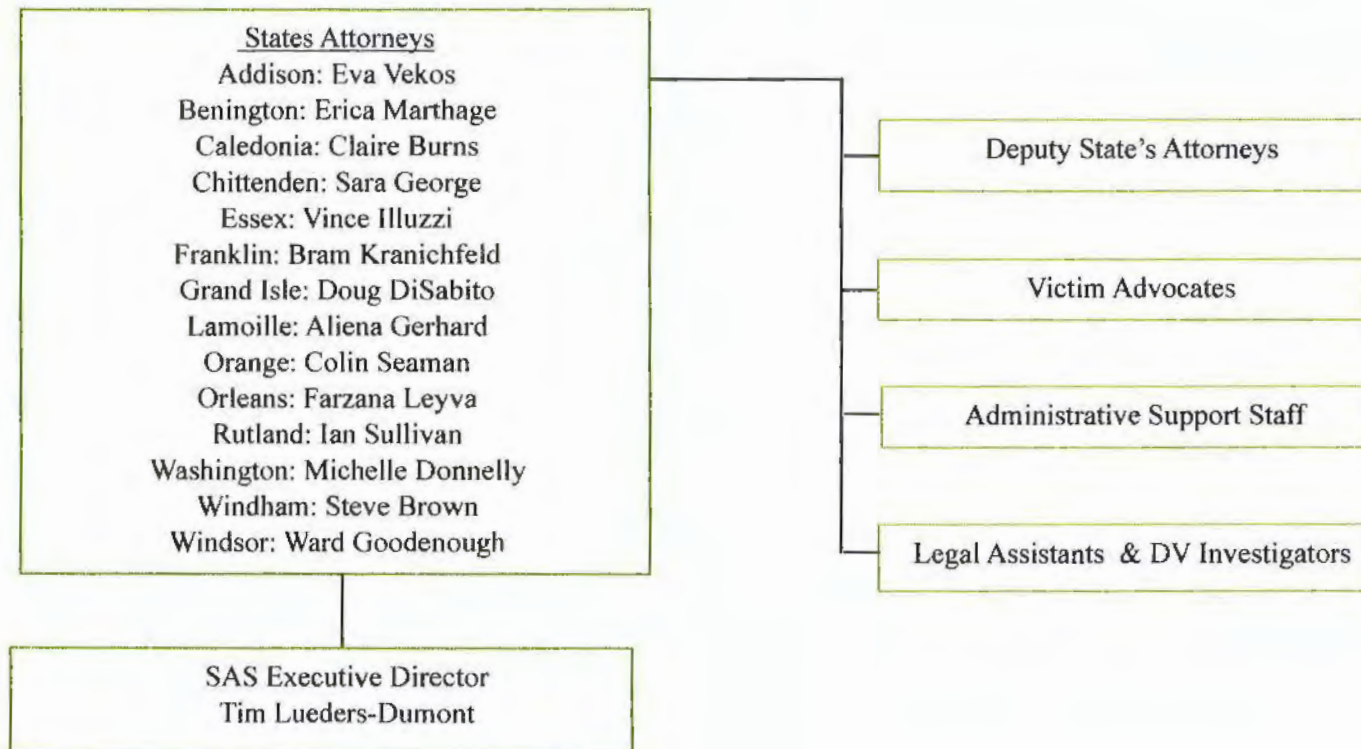 States Attorneys
Addison: Eva Vekos
Benington: Erica Marthage
Caledonia: Claire Burns
Chittenden: Sara George
Essex: Vince Illuzzi
Franklin: Bram Kranichfeld
Grand Isle: Doug DiSabito
Lamoille: Aliena Gerhard
Orange: Colin Seaman
Orleans: Farzana Leyva
Rutland: Ian Sullivan
Washington: Michelle Donnelly
Windham: Steve Brown
Windsor: Ward Goodenough
SAS Executive Director
Tim Lueders-Dumont
Deputy State’s Attorneys
Victim Advocates
Administrative Support Staff
Legal Assistants & DV Investigators